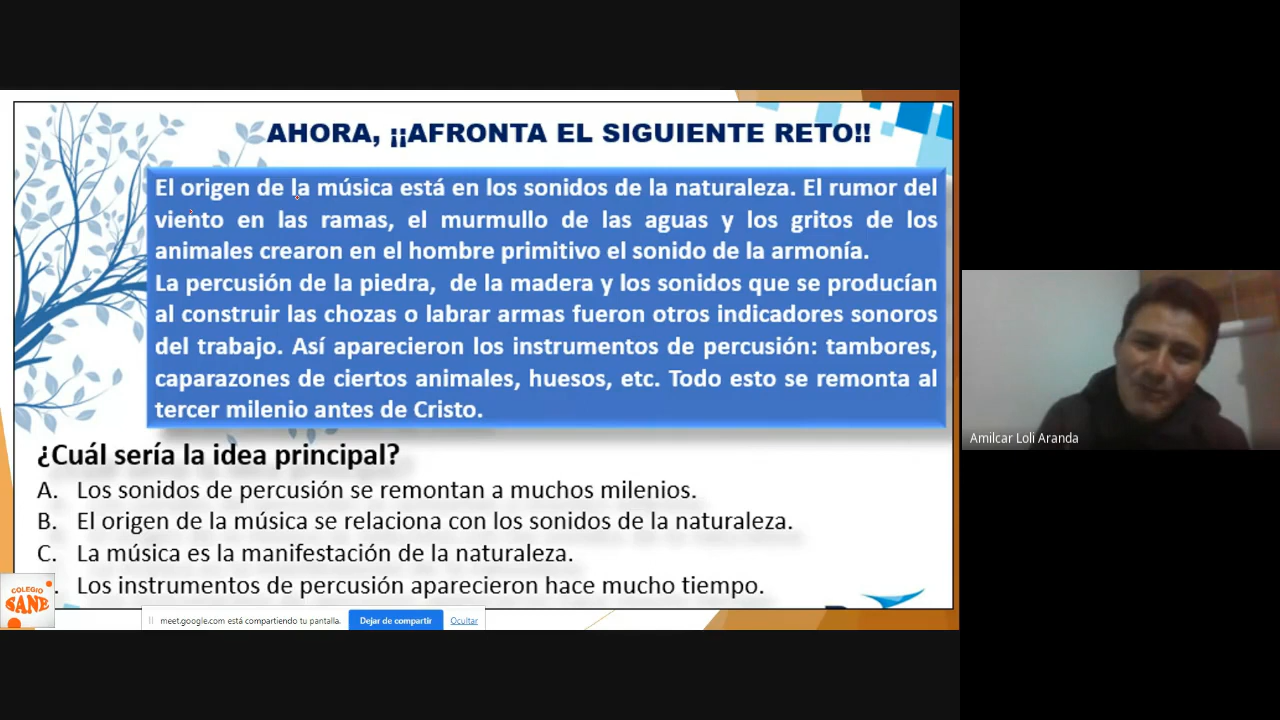 AHORA, ¡¡AFRONTA EL SIGUIENTE RETO!!
El origen de la música está en los sonidos de la naturaleza. El rumor del
viento en las ramas, el murmullo de las aguas y los gritos de los
animales crearon en el hombre primitivo el sonido de la armonía.
La percusión de la piedra, de la madera y los sonidos que se producían
al construir las chozas o labrar armas fueron otros indicadores sonoros
del trabajo. Así aparecieron los instrumentos de percusión: tambores,
caparazones de ciertos animales, huesos, etc. Todo esto se remonta al
tercer milenio antes de Cristo.
¿Cuál sería la idea principal?
A. Los sonidos de percusión se remontan a muchos milenios.
B. El origen de la música se relaciona con los sonidos de la naturaleza.
C. La música es la manifestación de la naturaleza.
. Los instrumentos de percusión aparecieron hace mucho tiempo.
COLEGIO
SANE
meet.google.com está compartiendo tu pantalla.
Dejar de compartir
Ocultar
Amilcar Loli Aranda